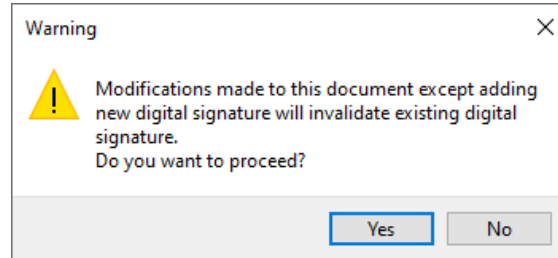 Warning
Modifications made to this document except adding
new digital signature will invalidate existing digital
signature.
Do you want to proceed?
Yes
No